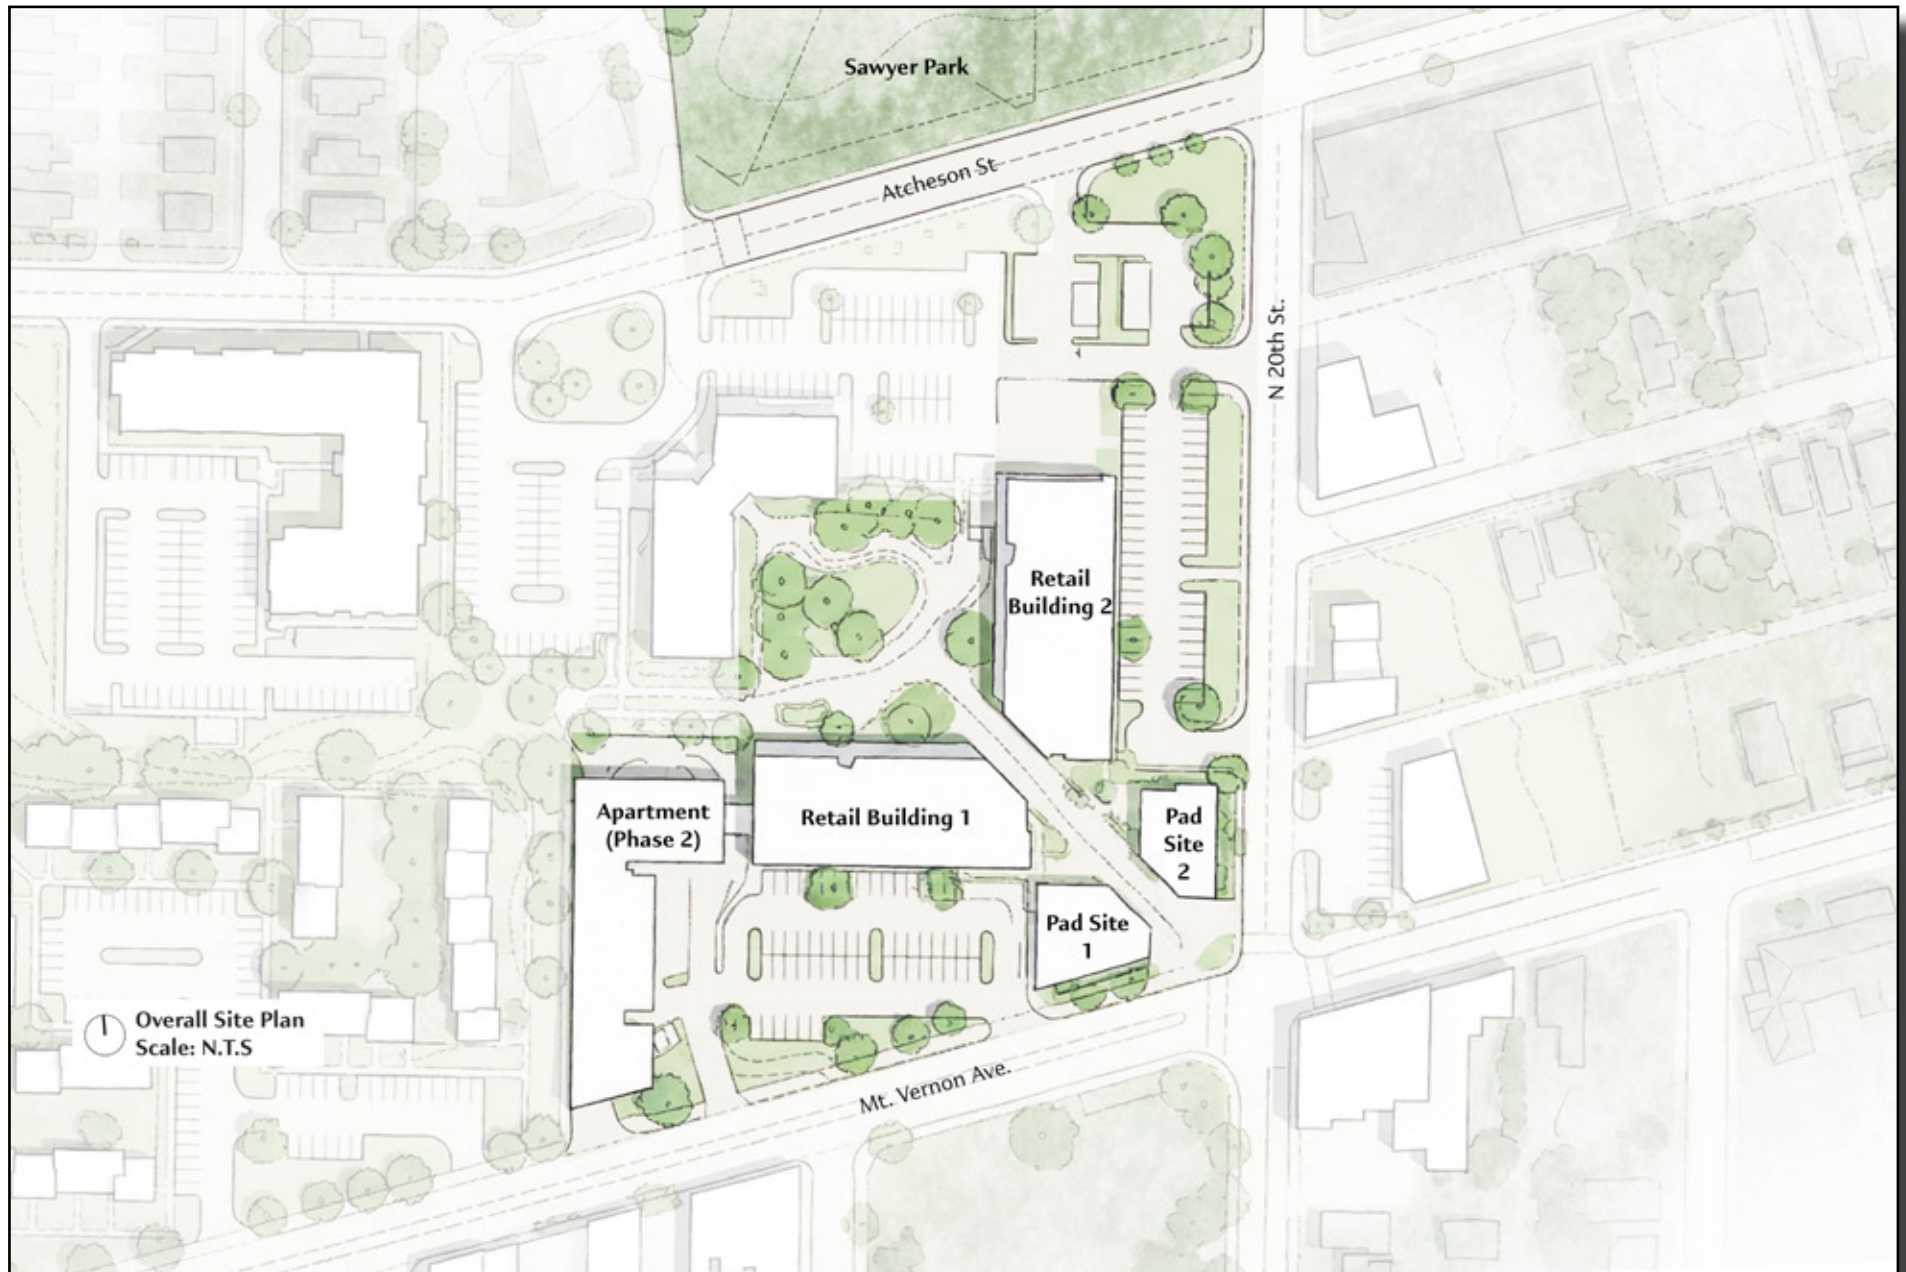 Sawyer Park
Atcheson St
N 20th St.
Retail
Building 2
Apartment
(Phase 2)
Retail Building 1
Pad
Site
2
Pad Site
1
Overall Site Plan
Scale: N.T.S
Mt. Vernon Ave.